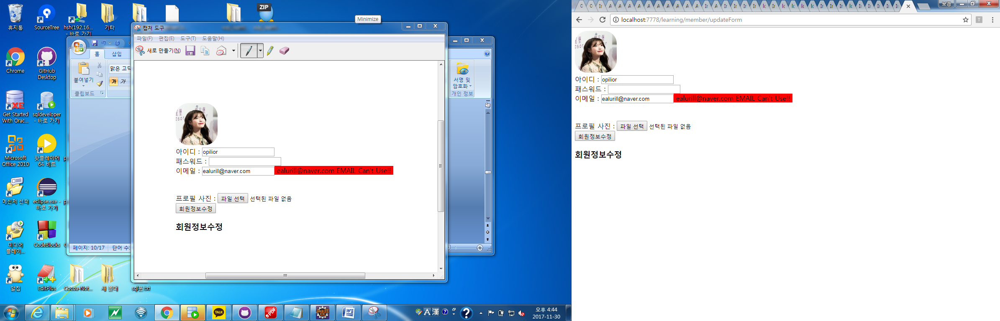 휴지통
SourceTree
hsh(192.16...
- 바로 가기
기타
ZIP
Minimize
Chrome
GitHub
Desktop
Get Started
With Orac...
sqldeveloper
- 바로 가기
Microsoft
Office 2010
팟플레이어
64 비트
메신저 센터
eclipse.exe -
바로 가기
미디어
플레이...
CodeBlocks
알집
EditPlus
Cocoa-Not...
새 폴더
sql문.txt
홈
삽입
붙여넣기
클립보드
맑은 고딕
가
가
서명 및
암호화
개인 정보
페이지: 10/17
단어 수:
캡처 도구
파일(F)
편집(E)
도구(T)
도움말(H)
새로 만들기(N)
아이디 : opilior
패스워드 :
이메일 : ealurill@naver.com ealurill@naver.com EMAIL Can't Use!!
프로필 사진 : 파일 선택 선택된 파일 없음
회원정보수정
회원정보수정
TALK
PDF
Java EE
IDE
A 漢
오후 4:44
2017-11-30
보경
localhost:7778/learning/member/updateForm
아이디 : opilior
패스워드 :
이메일 : ealurill@naver.com ealurill@naver.com EMAIL Can't Use!!
프로필 사진 : 파일 선택 선택된 파일 없음
회원정보수정
회원정보수정